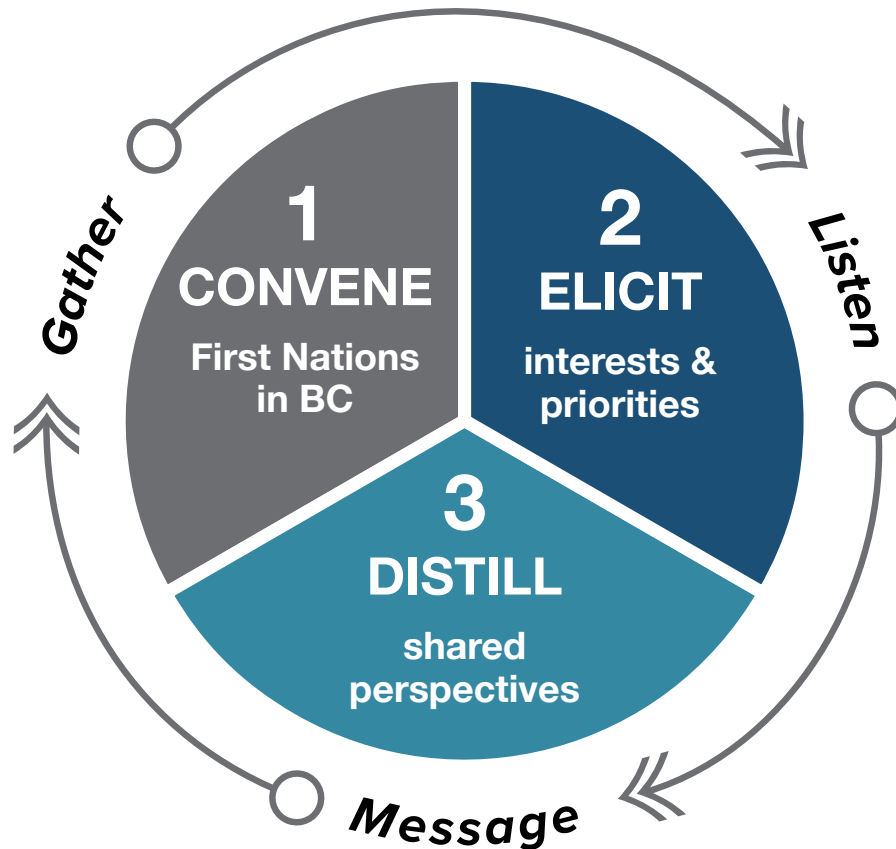 Gather
1
CONVENE
First Nations
in BC
Listen
2
ELICIT
interests &
priorities
3
DISTILL
shared
perspectives
Message